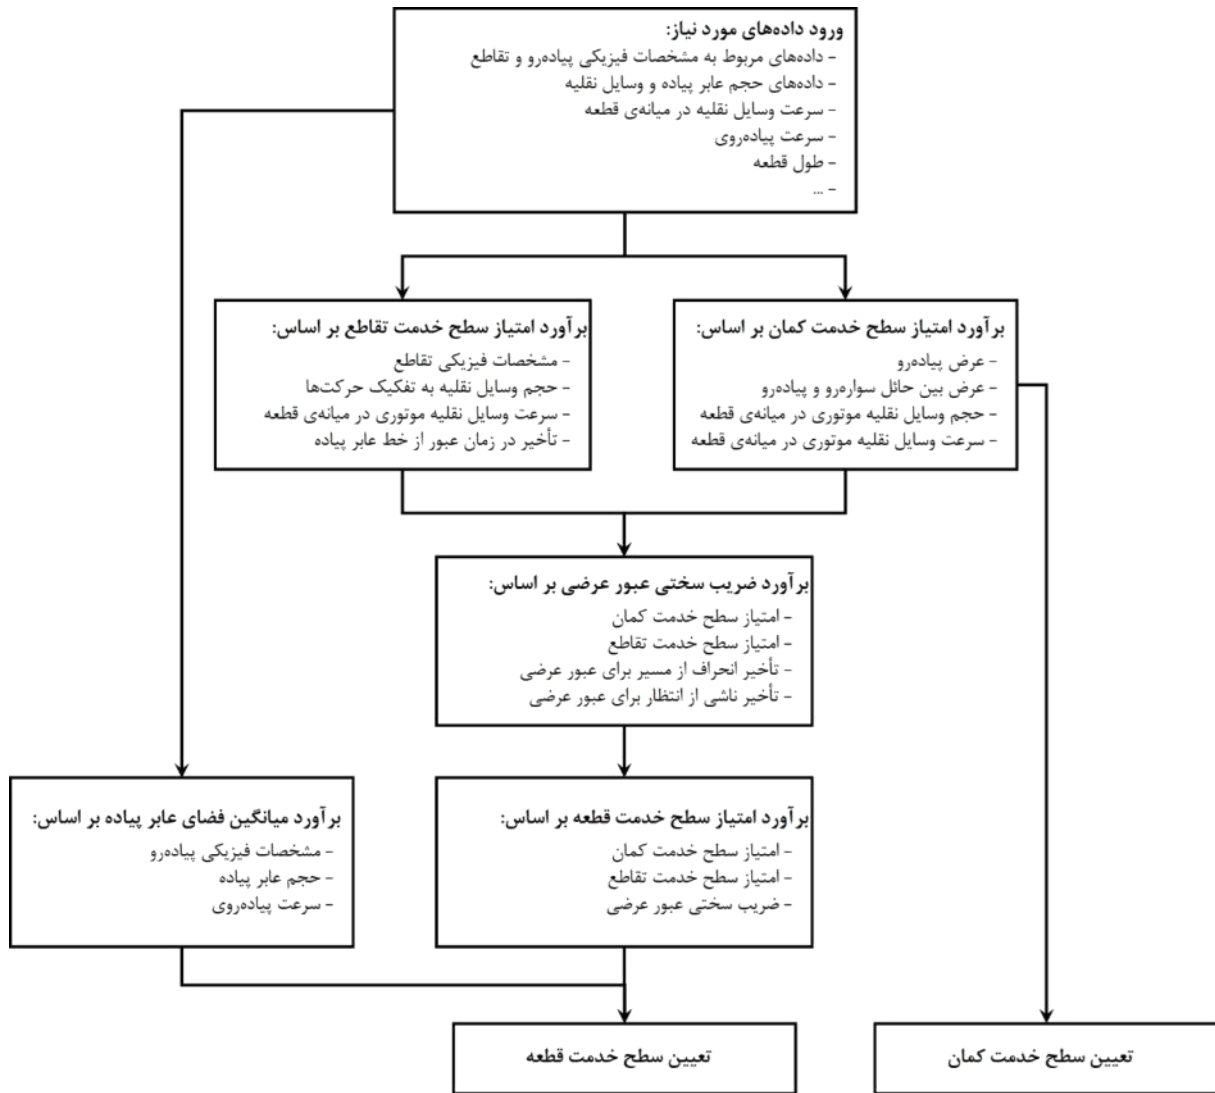 ورود داده‌های مورد نیاز:
- داده‌های مربوط به مشخصات فیزیکی پیاده‌رو و تقاطع
- داده‌های حجم عابر پیاده و وسایل نقلیه
- سرعت وسایل نقلیه در میانه‌ی قطعه
- سرعت پیاده‌روی
- طول قطعه
- ...
برآورد امتیاز سطح خدمت کمان بر اساس:
- عرض پیاده‌رو
- عرض بین حائل سواره‌رو و پیاده‌رو
- حجم وسایل نقلیه موتوری در میانه‌ی قطعه
- سرعت وسایل نقلیه موتوری در میانه‌ی قطعه
برآورد امتیاز سطح خدمت تقاطع بر اساس:
- مشخصات فیزیکی تقاطع
- حجم وسایل نقلیه به تفکیک حرکت‌ها
- سرعت وسایل نقلیه موتوری در میانه‌ی قطعه
- تأخیر در زمان عبور از خط عابر پیاده
برآورد ضریب سختی عبور عرضی بر اساس:
- امتیاز سطح خدمت کمان
- امتیاز سطح خدمت تقاطع
- تأخیر انحراف از مسیر برای عبور عرضی
- تأخیر ناشی از انتظار برای عبور عرضی
برآورد امتیاز سطح خدمت قطعه بر اساس:
- امتیاز سطح خدمت کمان
- امتیاز سطح خدمت تقاطع
- ضریب سختی عبور عرضی
برآورد میانگین فضای عابر پیاده بر اساس:
- مشخصات فیزیکی پیاده‌رو
- حجم عابر پیاده
- سرعت پیاده‌روی
تعیین سطح خدمت کمان
تعیین سطح خدمت قطعه